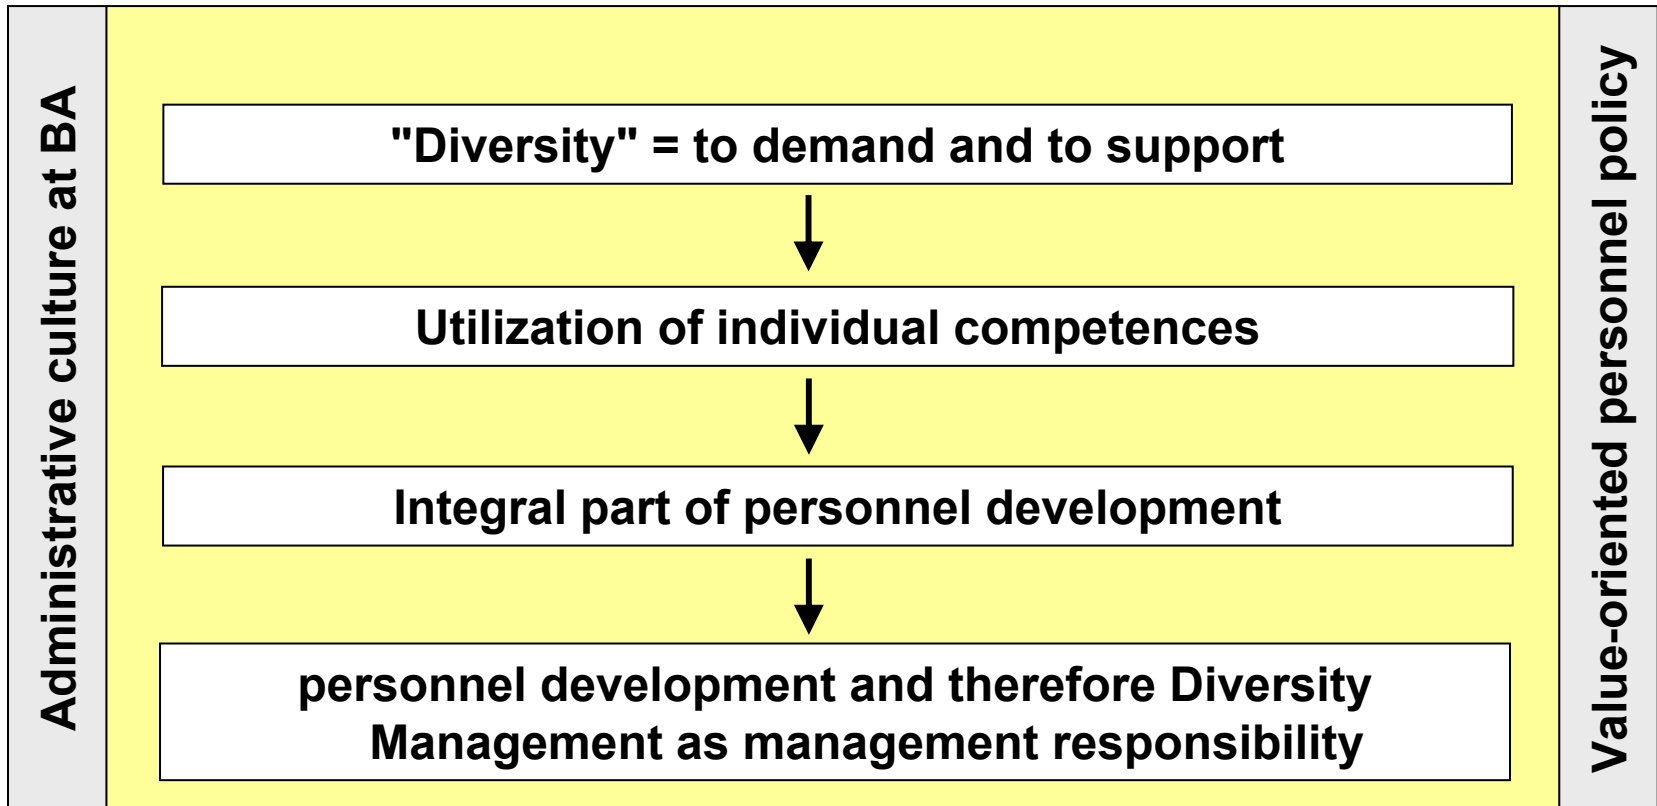 Administrative culture at BA
"Diversity" = to demand and to support
Utilization of individual competences
Integral part of personnel development
personnel development and therefore Diversity
Management as management responsibility
Value-oriented personnel policy